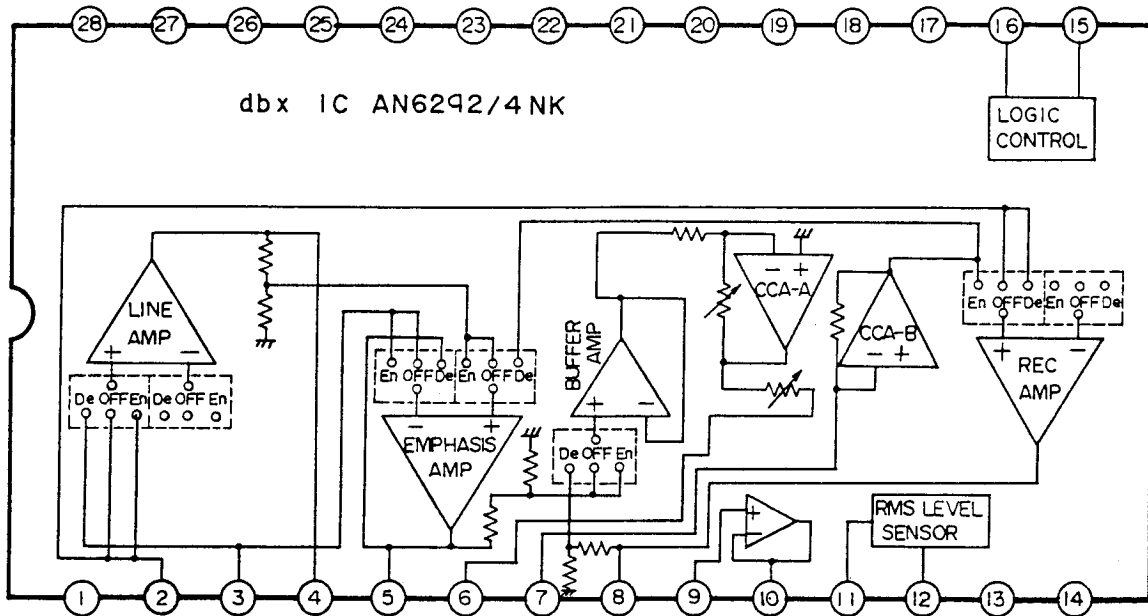 28 27 26 25 24 23 22 21 20 19 18 17 16 15
dbx IC AN6292/4NK
LOGIC
CONTROL
LINE
AMP
+ −
De OFF En De OFF En
En OFF De En OFF De
− +
EMPHASIS
AMP
BUFFER
AMP
+ −
De OFF En
− +
CCA-A
CCA-B
− +
En OFF De En OFF De
+ −
REC
AMP
+
−
RMS LEVEL
SENSOR
1 2 3 4 5 6 7 8 9 10 11 12 13 14